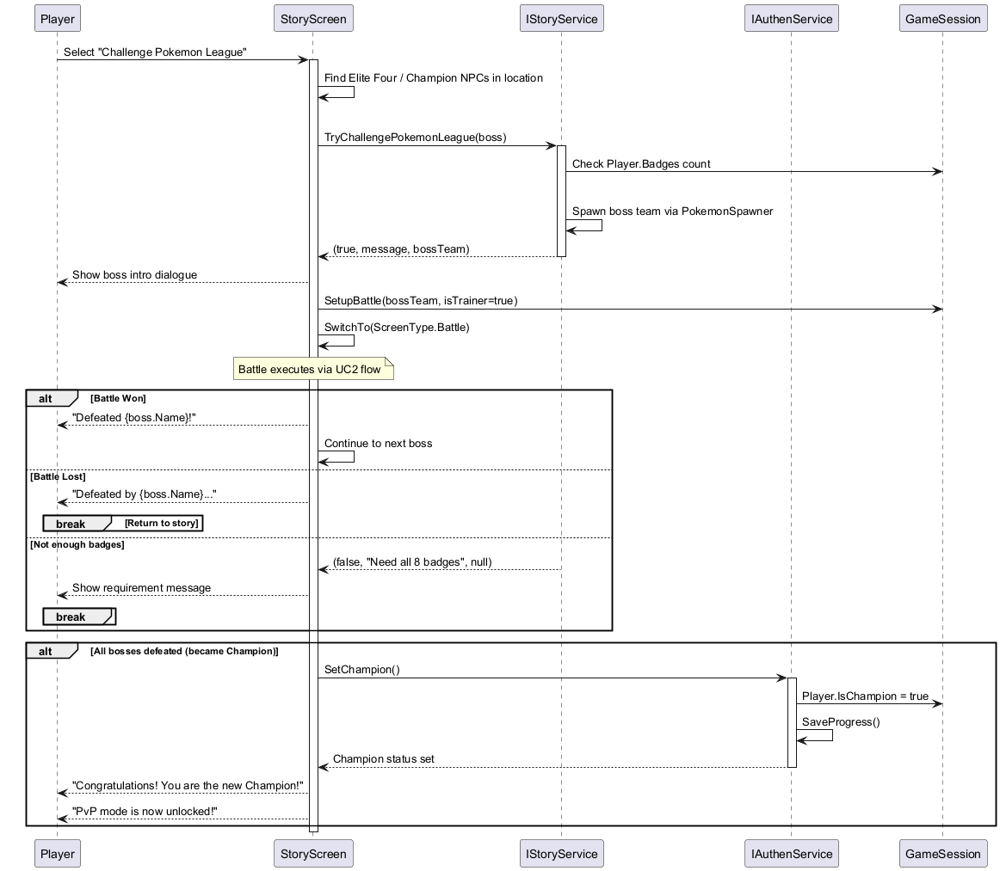 Player StoryScreen IStoryService IAuthenService GameSession
Select "Challenge Pokemon League"
Find Elite Four / Champion NPCs in location
TryChallengePokemonLeague(boss)
Check Player.Badges count
Spawn boss team via PokemonSpawner
(true, message, bossTeam)
Show boss intro dialogue
SetupBattle(bossTeam, isTrainer=true)
SwitchTo(ScreenType.Battle)
Battle executes via UC2 flow
alt [Battle Won]
"Defeated {boss.Name}!"
Continue to next boss
[Battle Lost]
"Defeated by {boss.Name}..."
break [Return to story]
[Not enough badges]
(false, "Need all 8 badges", null)
Show requirement message
break
alt [All bosses defeated (became Champion)]
SetChampion()
Player.IsChampion = true
SaveProgress()
Champion status set
"Congratulations! You are the new Champion!"
"PvP mode is now unlocked!"
Player StoryScreen IStoryService IAuthenService GameSession